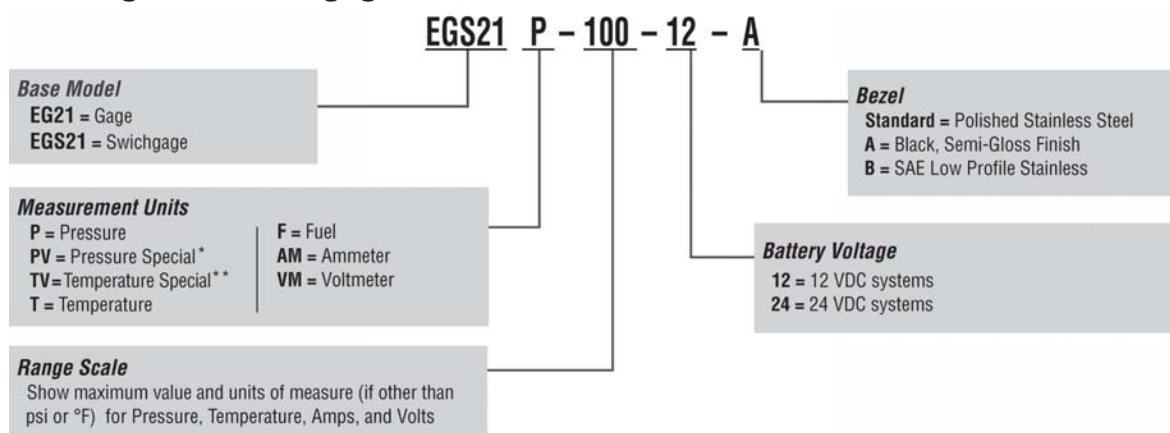 EGS21 P – 100 – 12 – A
Base Model
EG21 = Gage
EGS21 = Swichgage
Measurement Units
P = Pressure
PV = Pressure Special*
TV=Temperature Special**
T = Temperature
F = Fuel
AM = Ammeter
VM = Voltmeter
Range Scale
Show maximum value and units of measure (if other than
psi or °F) for Pressure, Temperature, Amps, and Volts
Bezel
Standard = Polished Stainless Steel
A = Black, Semi-Gloss Finish
B = SAE Low Profile Stainless
Battery Voltage
12 = 12 VDC systems
24 = 24 VDC systems